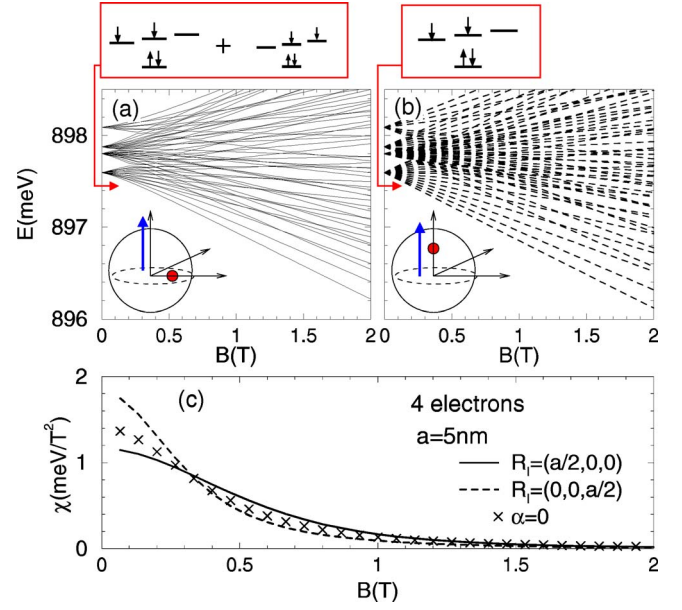 +
(a)
(b)
E(meV)
898
897
896
0 0.5 1 1.5 2
0 0.5 1 1.5 2
B(T)
B(T)
(c)
4 electrons
a=5nm
R_I=(a/2,0,0)
R_I=(0,0,a/2)
× α=0
χ(meV/T²)
2
1
0
0 0.5 1 1.5 2
B(T)